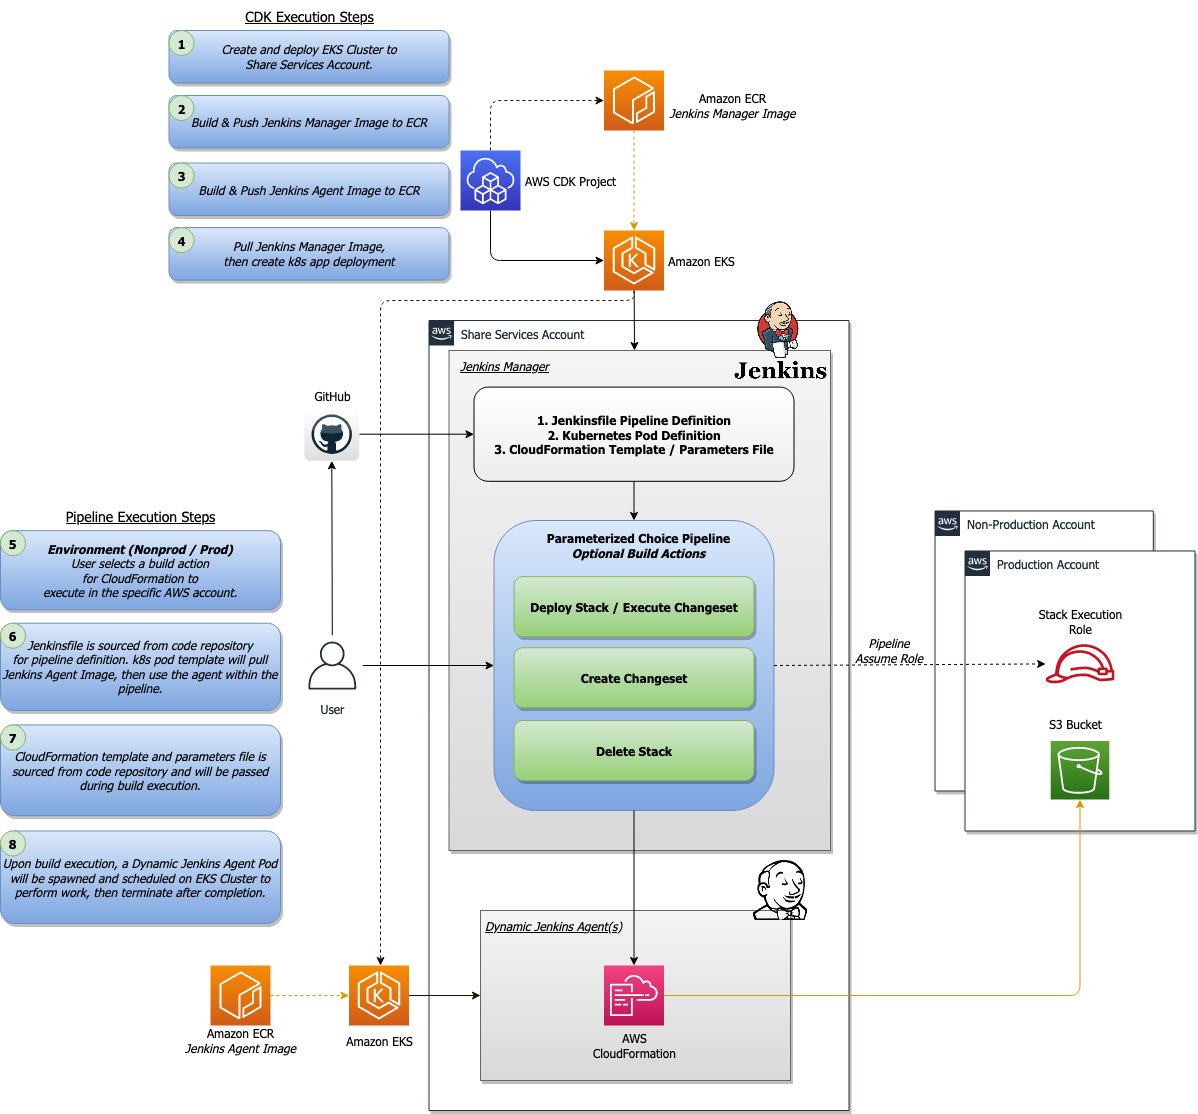 CDK Execution Steps
1
Create and deploy EKS Cluster to
Share Services Account.
2
Build & Push Jenkins Manager Image to ECR
3
Build & Push Jenkins Agent Image to ECR
4
Pull Jenkins Manager Image,
then create k8s app deployment
Amazon ECR
Jenkins Manager Image
AWS CDK Project
Amazon EKS
aws
Share Services Account
Jenkins
Jenkins Manager
1. Jenkinsfile Pipeline Definition
2. Kubernetes Pod Definition
3. CloudFormation Template / Parameters File
GitHub
User
Pipeline Execution Steps
5
Environment (Nonprod / Prod)
User selects a build action
for CloudFormation to
execute in the specific AWS account.
6
Jenkinsfile is sourced from code repository
for pipeline definition. k8s pod template will pull
Jenkins Agent Image, then use the agent within the
pipeline.
7
CloudFormation template and parameters file is
sourced from code repository and will be passed
during build execution.
8
Upon build execution, a Dynamic Jenkins Agent Pod
will be spawned and scheduled on EKS Cluster to
perform work, then terminate after completion.
Parameterized Choice Pipeline
Optional Build Actions
Deploy Stack / Execute Changeset
Create Changeset
Delete Stack
Pipeline
Assume Role
aws
Non-Production Account
aws
Production Account
Stack Execution
Role
S3 Bucket
Dynamic Jenkins Agent(s)
AWS
CloudFormation
Amazon ECR
Jenkins Agent Image
Amazon EKS